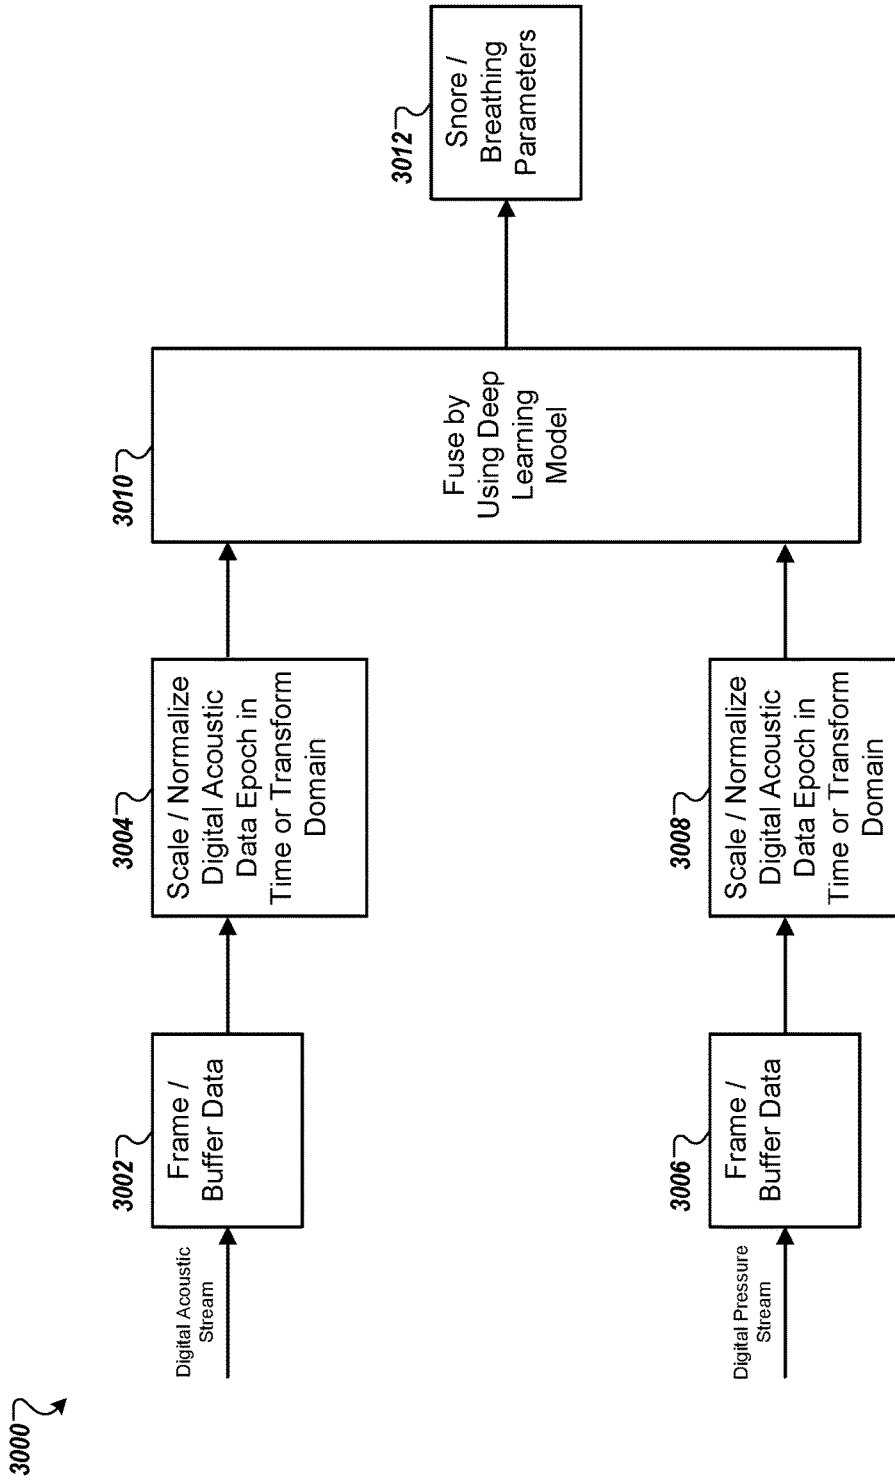 3000
Digital Acoustic
Stream
3002
Frame /
Buffer Data
3004
Scale / Normalize
Digital Acoustic
Data Epoch in
Time or Transform
Domain
Digital Pressure
Stream
3006
Frame /
Buffer Data
3008
Scale / Normalize
Digital Acoustic
Data Epoch in
Time or Transform
Domain
3010
Fuse by
Using Deep
Learning
Model
3012
Snore /
Breathing
Parameters